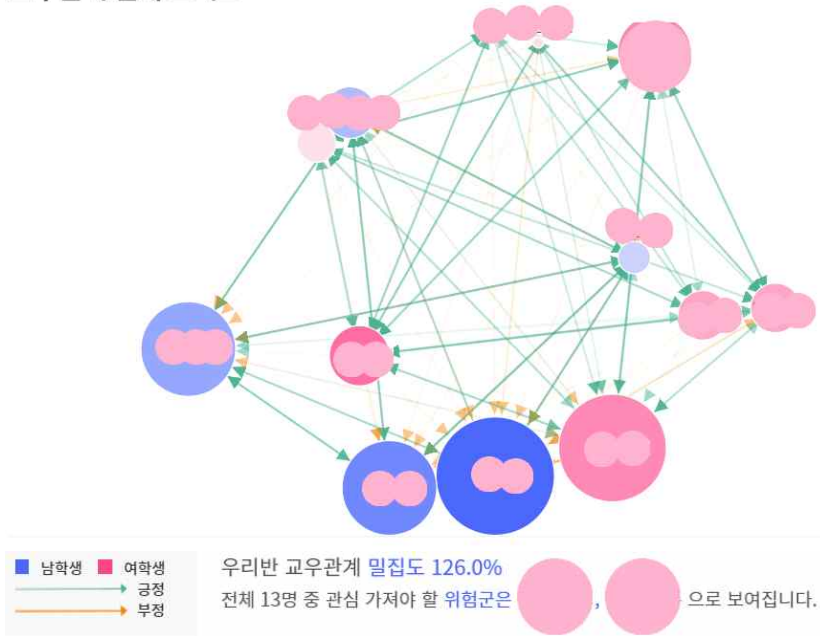 남학생 여학생
긍정
부정
우리반 교우관계 밀집도 126.0%
전체 13명 중 관심 가져야 할 위험군은 , 으로 보여집니다.